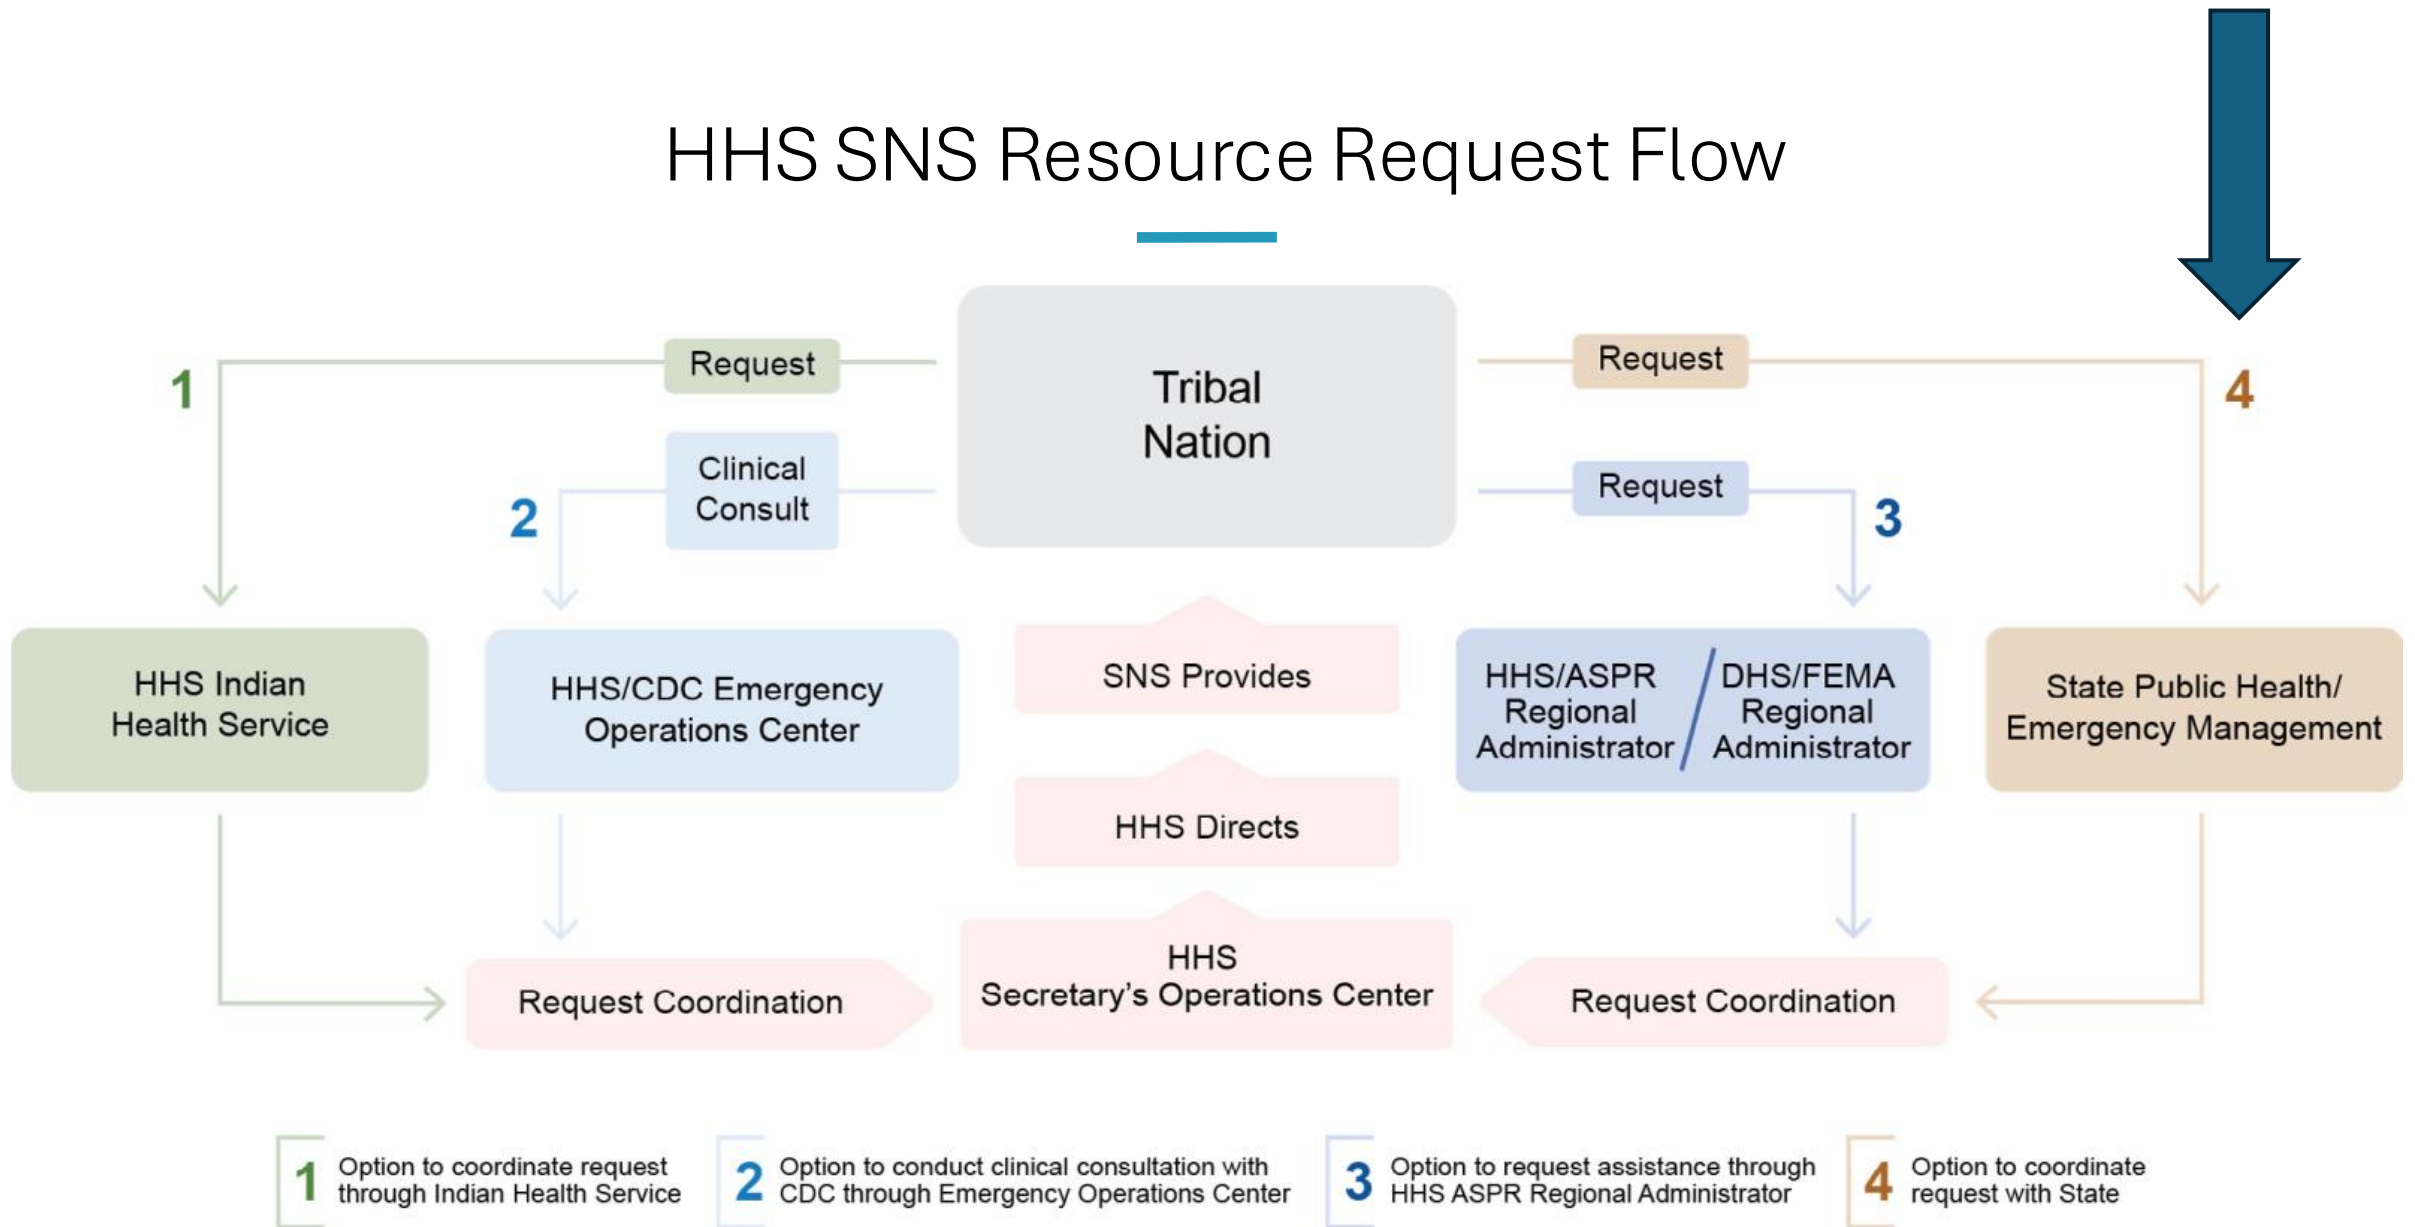 HHS SNS Resource Request Flow
Request
1
Tribal
Nation
Request
4
Clinical
Consult
2
Request
3
HHS Indian
Health Service
HHS/CDC Emergency
Operations Center
SNS Provides
HHS/ASPR
Regional
Administrator
DHS/FEMA
Regional
Administrator
State Public Health/
Emergency Management
HHS Directs
Request Coordination
HHS
Secretary's Operations Center
Request Coordination
1
Option to coordinate request
through Indian Health Service
2
Option to conduct clinical consultation with
CDC through Emergency Operations Center
3
Option to request assistance through
HHS ASPR Regional Administrator
4
Option to coordinate
request with State